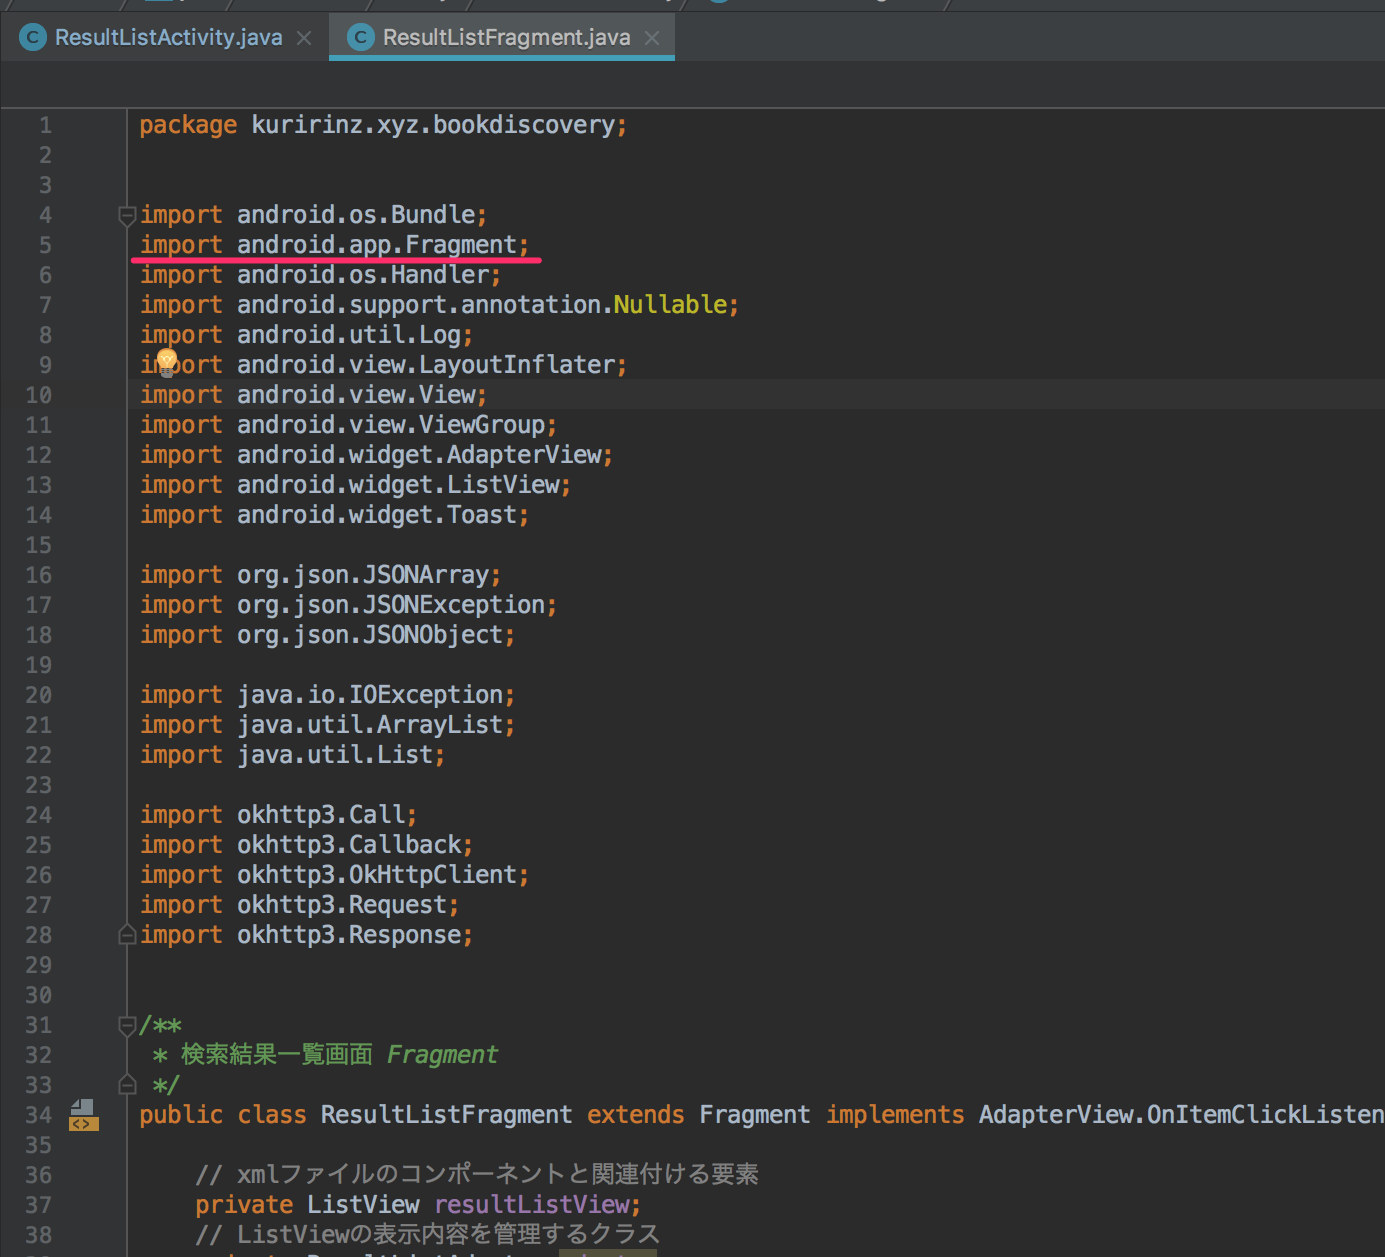 ResultListActivity.java
ResultListFragment.java
1 package kuririnz.xyz.bookdiscovery;
2
3
4 import android.os.Bundle;
5 import android.app.Fragment;
6 import android.os.Handler;
7 import android.support.annotation.Nullable;
8 import android.util.Log;
9 import android.view.LayoutInflater;
10 import android.view.View;
11 import android.view.ViewGroup;
12 import android.widget.AdapterView;
13 import android.widget.ListView;
14 import android.widget.Toast;
15
16 import org.json.JSONArray;
17 import org.json.JSONException;
18 import org.json.JSONObject;
19
20 import java.io.IOException;
21 import java.util.ArrayList;
22 import java.util.List;
23
24 import okhttp3.Call;
25 import okhttp3.Callback;
26 import okhttp3.OkHttpClient;
27 import okhttp3.Request;
28 import okhttp3.Response;
29
30
31 /**
32 * 検索結果一覧画面 Fragment
33 */
34 public class ResultListFragment extends Fragment implements AdapterView.OnItemClickListen
35
36 // xmlファイルのコンポーネントと関連付ける要素
37 private ListView resultListView;
38 // ListViewの表示内容を管理するクラス